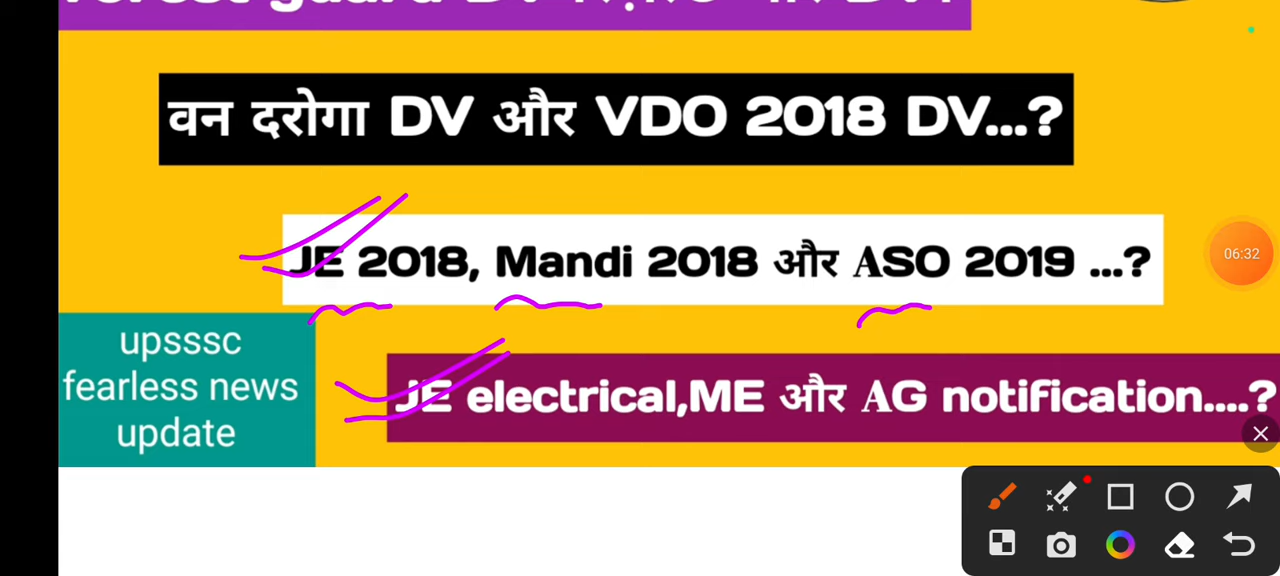 वन दरोगा DV और VDO 2018 DV...?
JE 2018, Mandi 2018 और ASO 2019 ...?
06:32
upsssc
fearless news
update
JE electrical,ME और AG notification....?